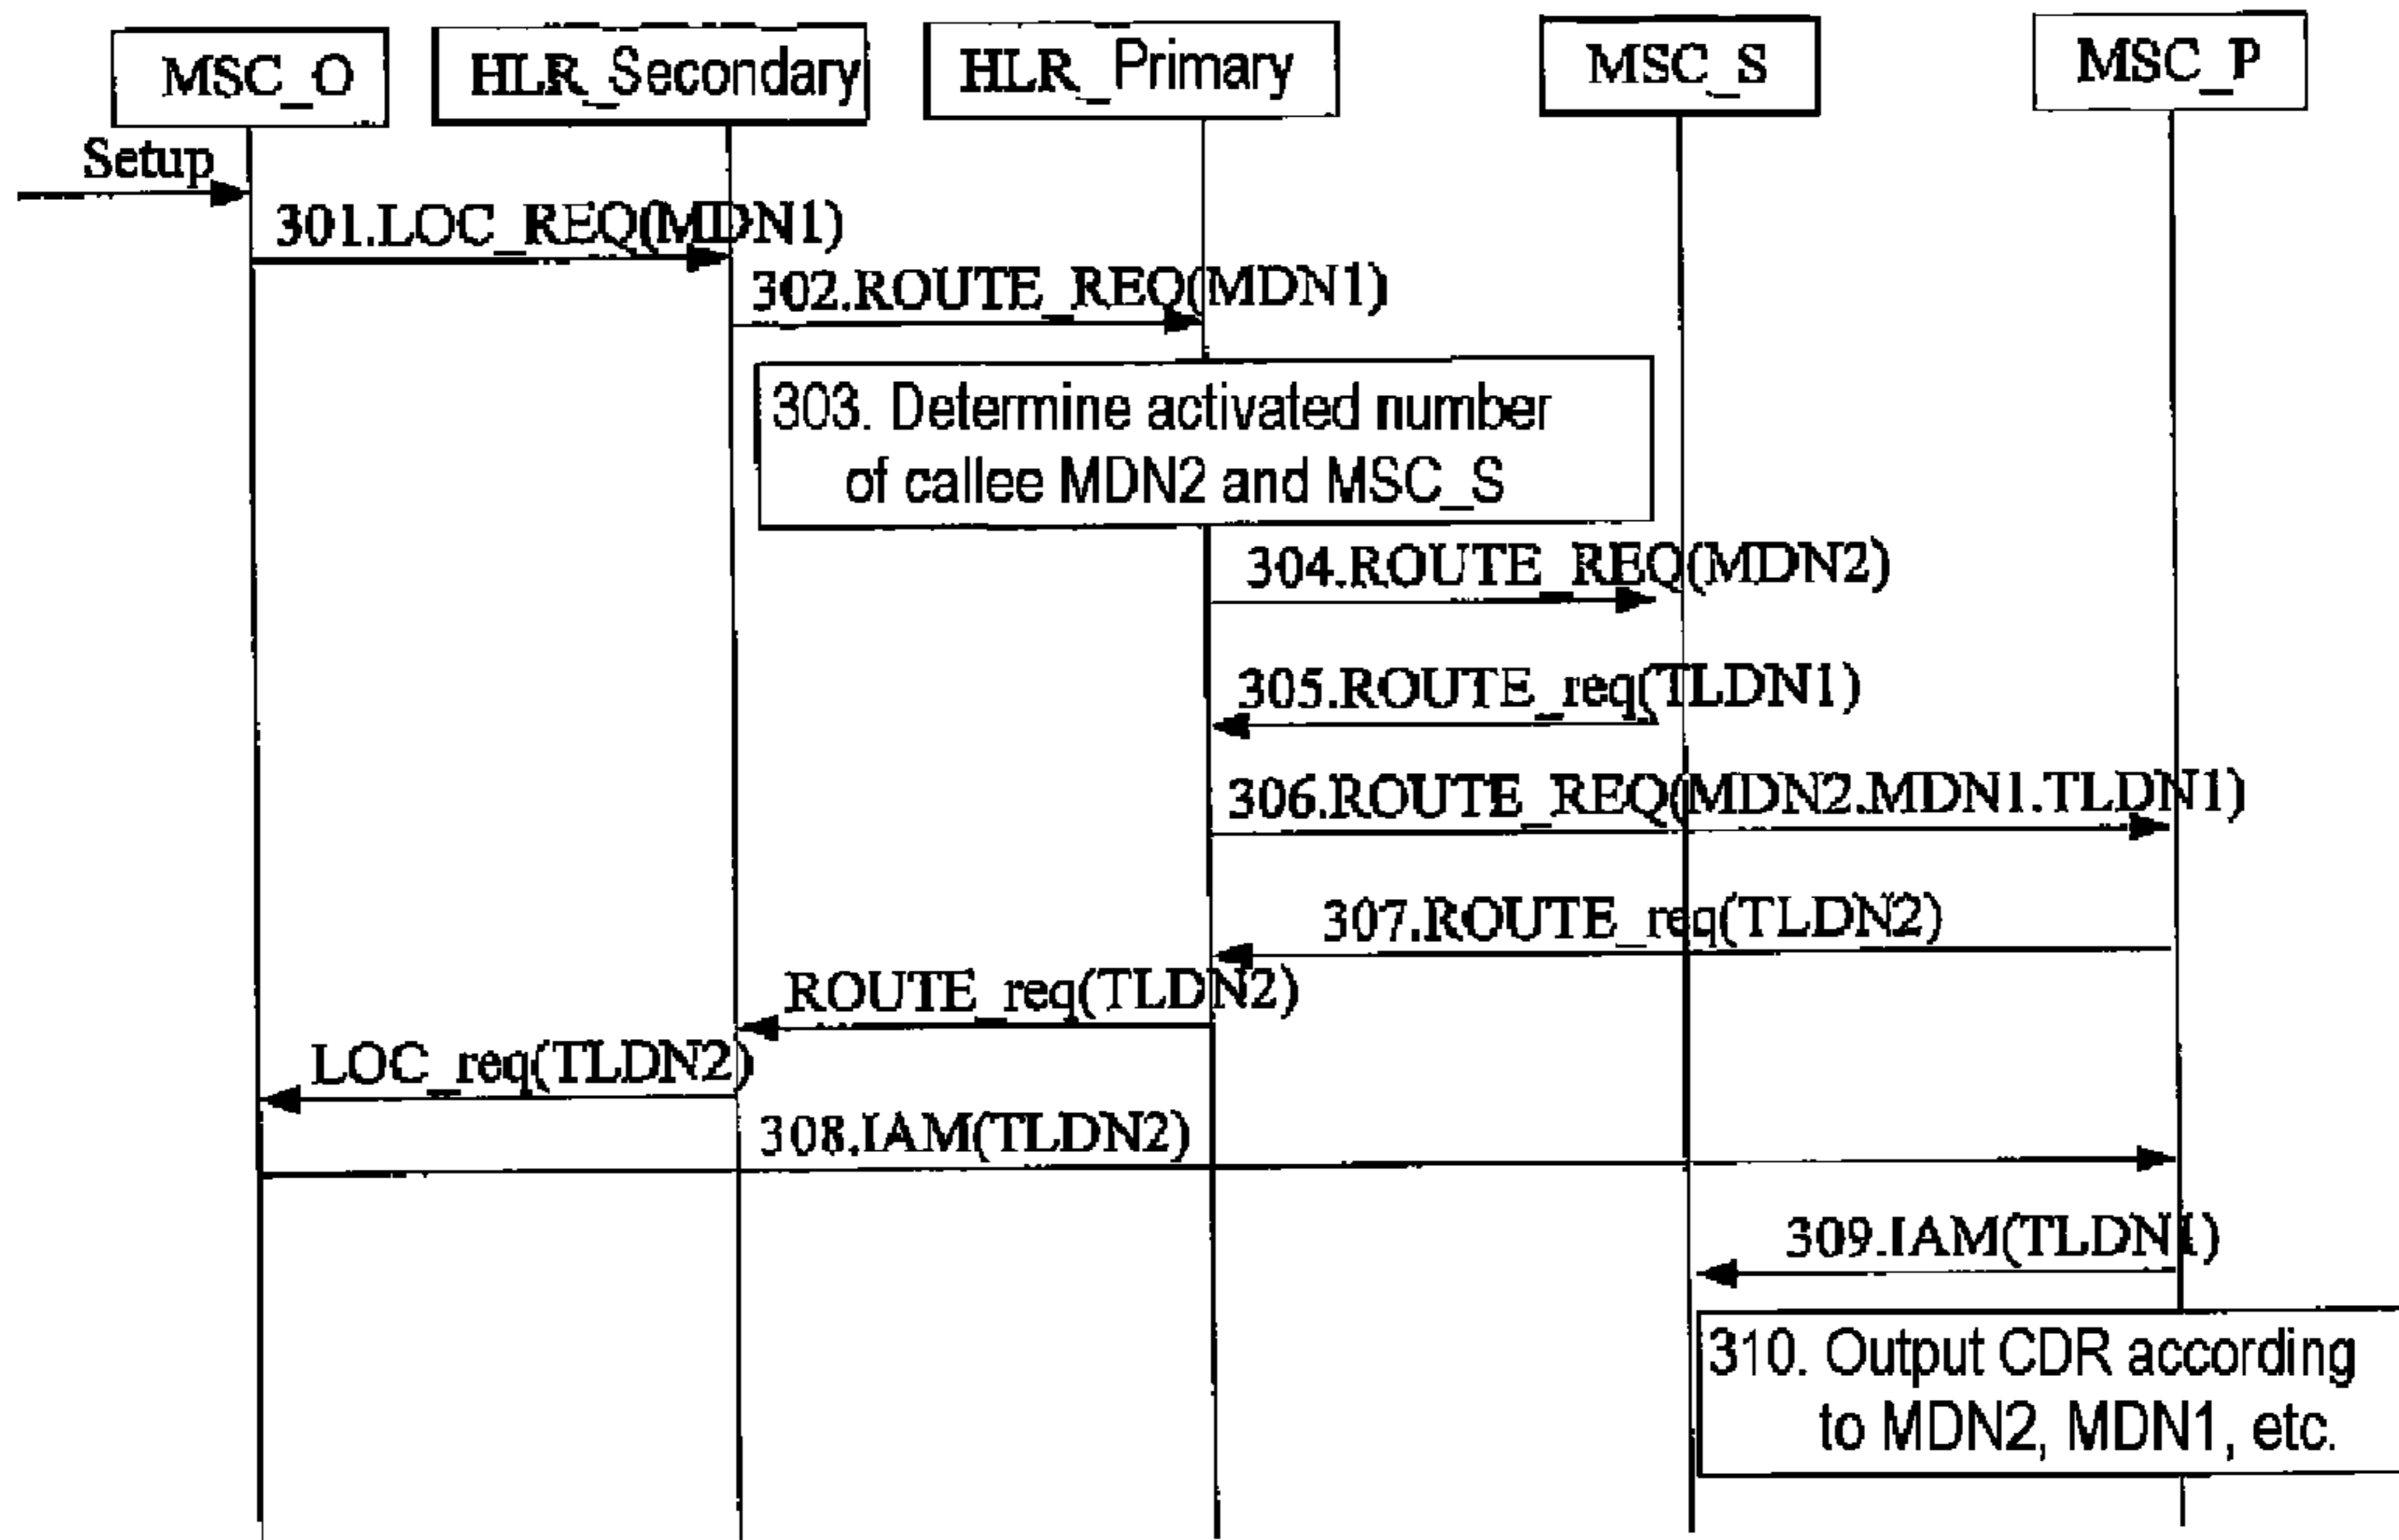 MSC_O
HLR_Secondary
HLR_Primary
MSC_S
MSC_P
Setup
301.LOC_REQ(MDN1)
302.ROUTE_REQ(MDN1)
303. Determine activated number
of callee MDN2 and MSC_S
304.ROUTE_REQ(MDN2)
305.ROUTE_req(TLDN1)
306.ROUTE_REQ(MDN2.MDN1.TLDN1)
307.ROUTE_req(TLDN2)
ROUTE_req(TLDN2)
LOC_req(TLDN2)
308.IAM(TLDN2)
309.IAM(TLDN1)
310. Output CDR according
to MDN2, MDN1, etc.